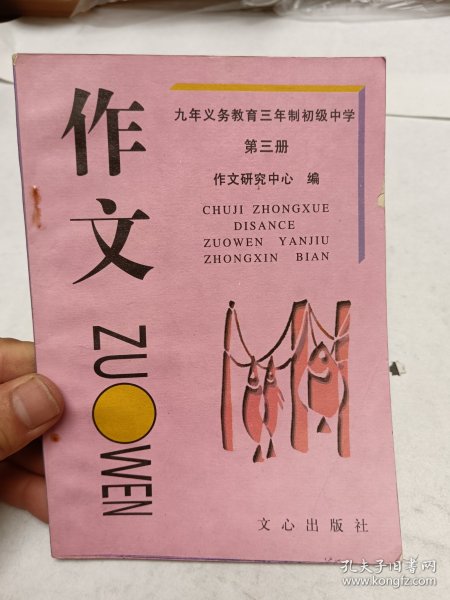 作文
ZUOWEN
九年义务教育三年制初级中学
第三册
作文研究中心 编
CHUJI ZHONGXUE
DISANCE
ZUOWEN YANJIU
ZHONGXIN BIAN
文心出版社
孔夫子旧书网
www.kongfz.com